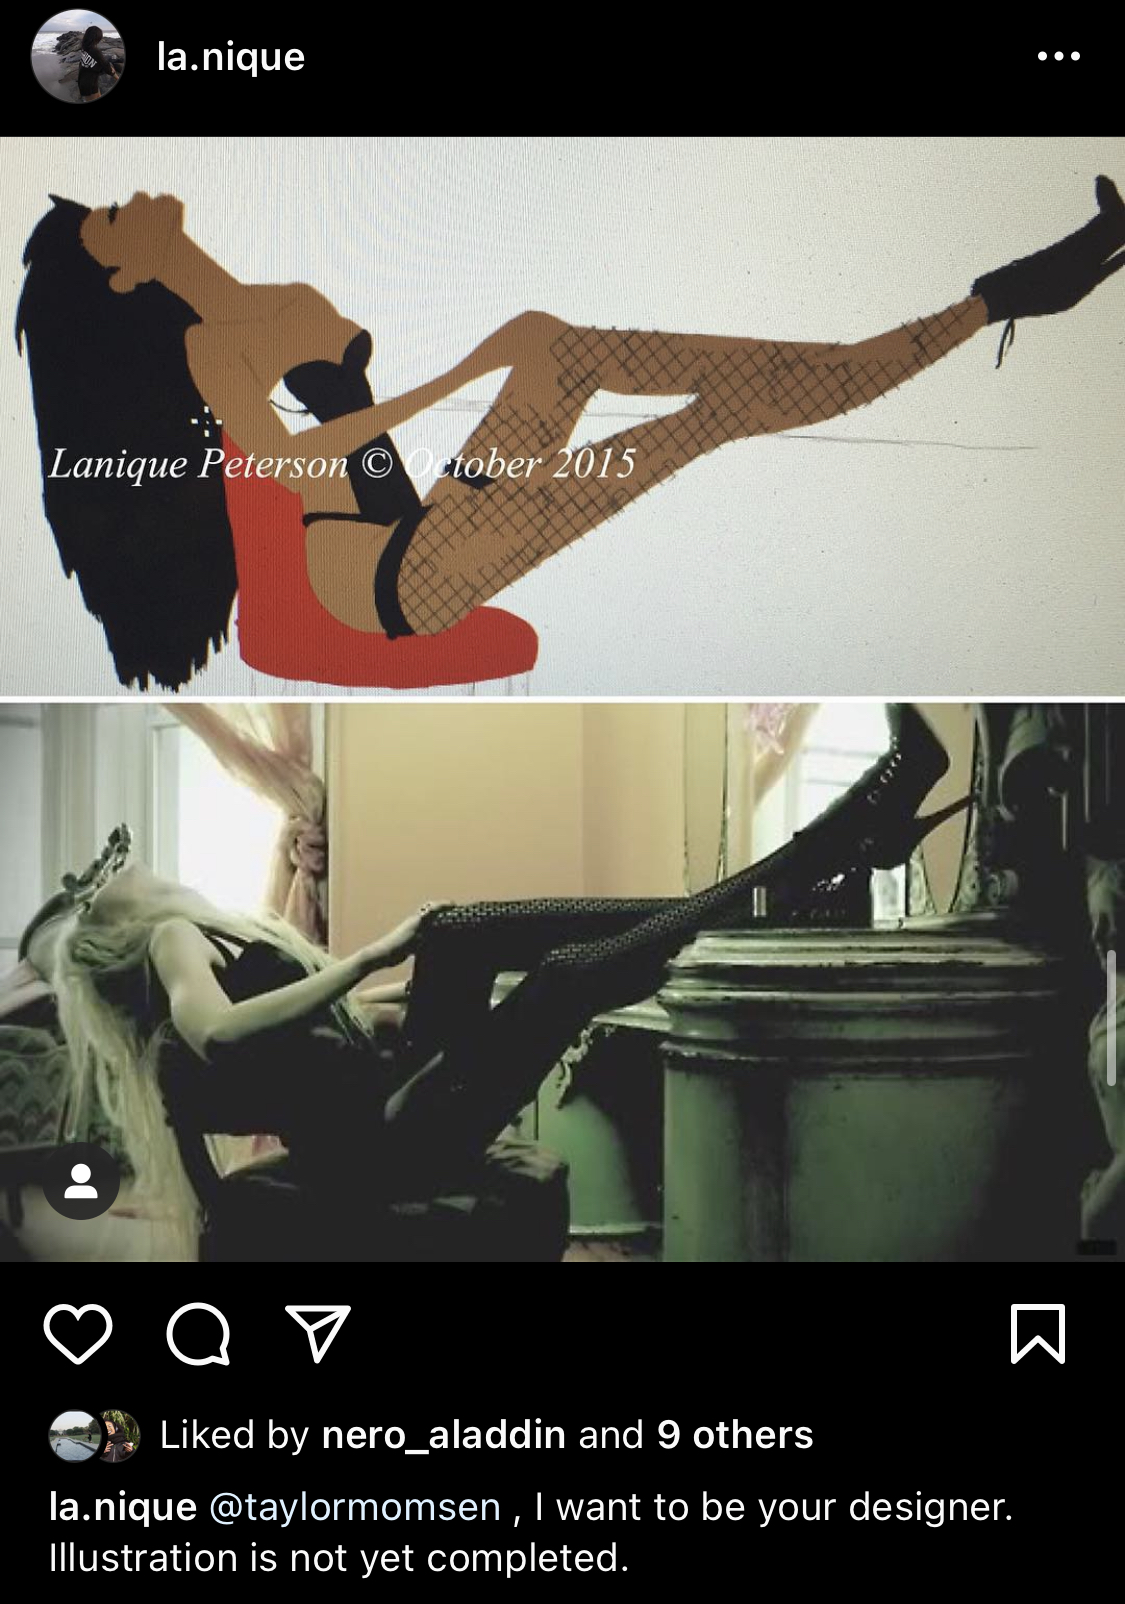 la.nique
Lanique Peterson © October 2015
Liked by nero_aladdin and 9 others
la.nique @taylormomsen , I want to be your designer.
Illustration is not yet completed.